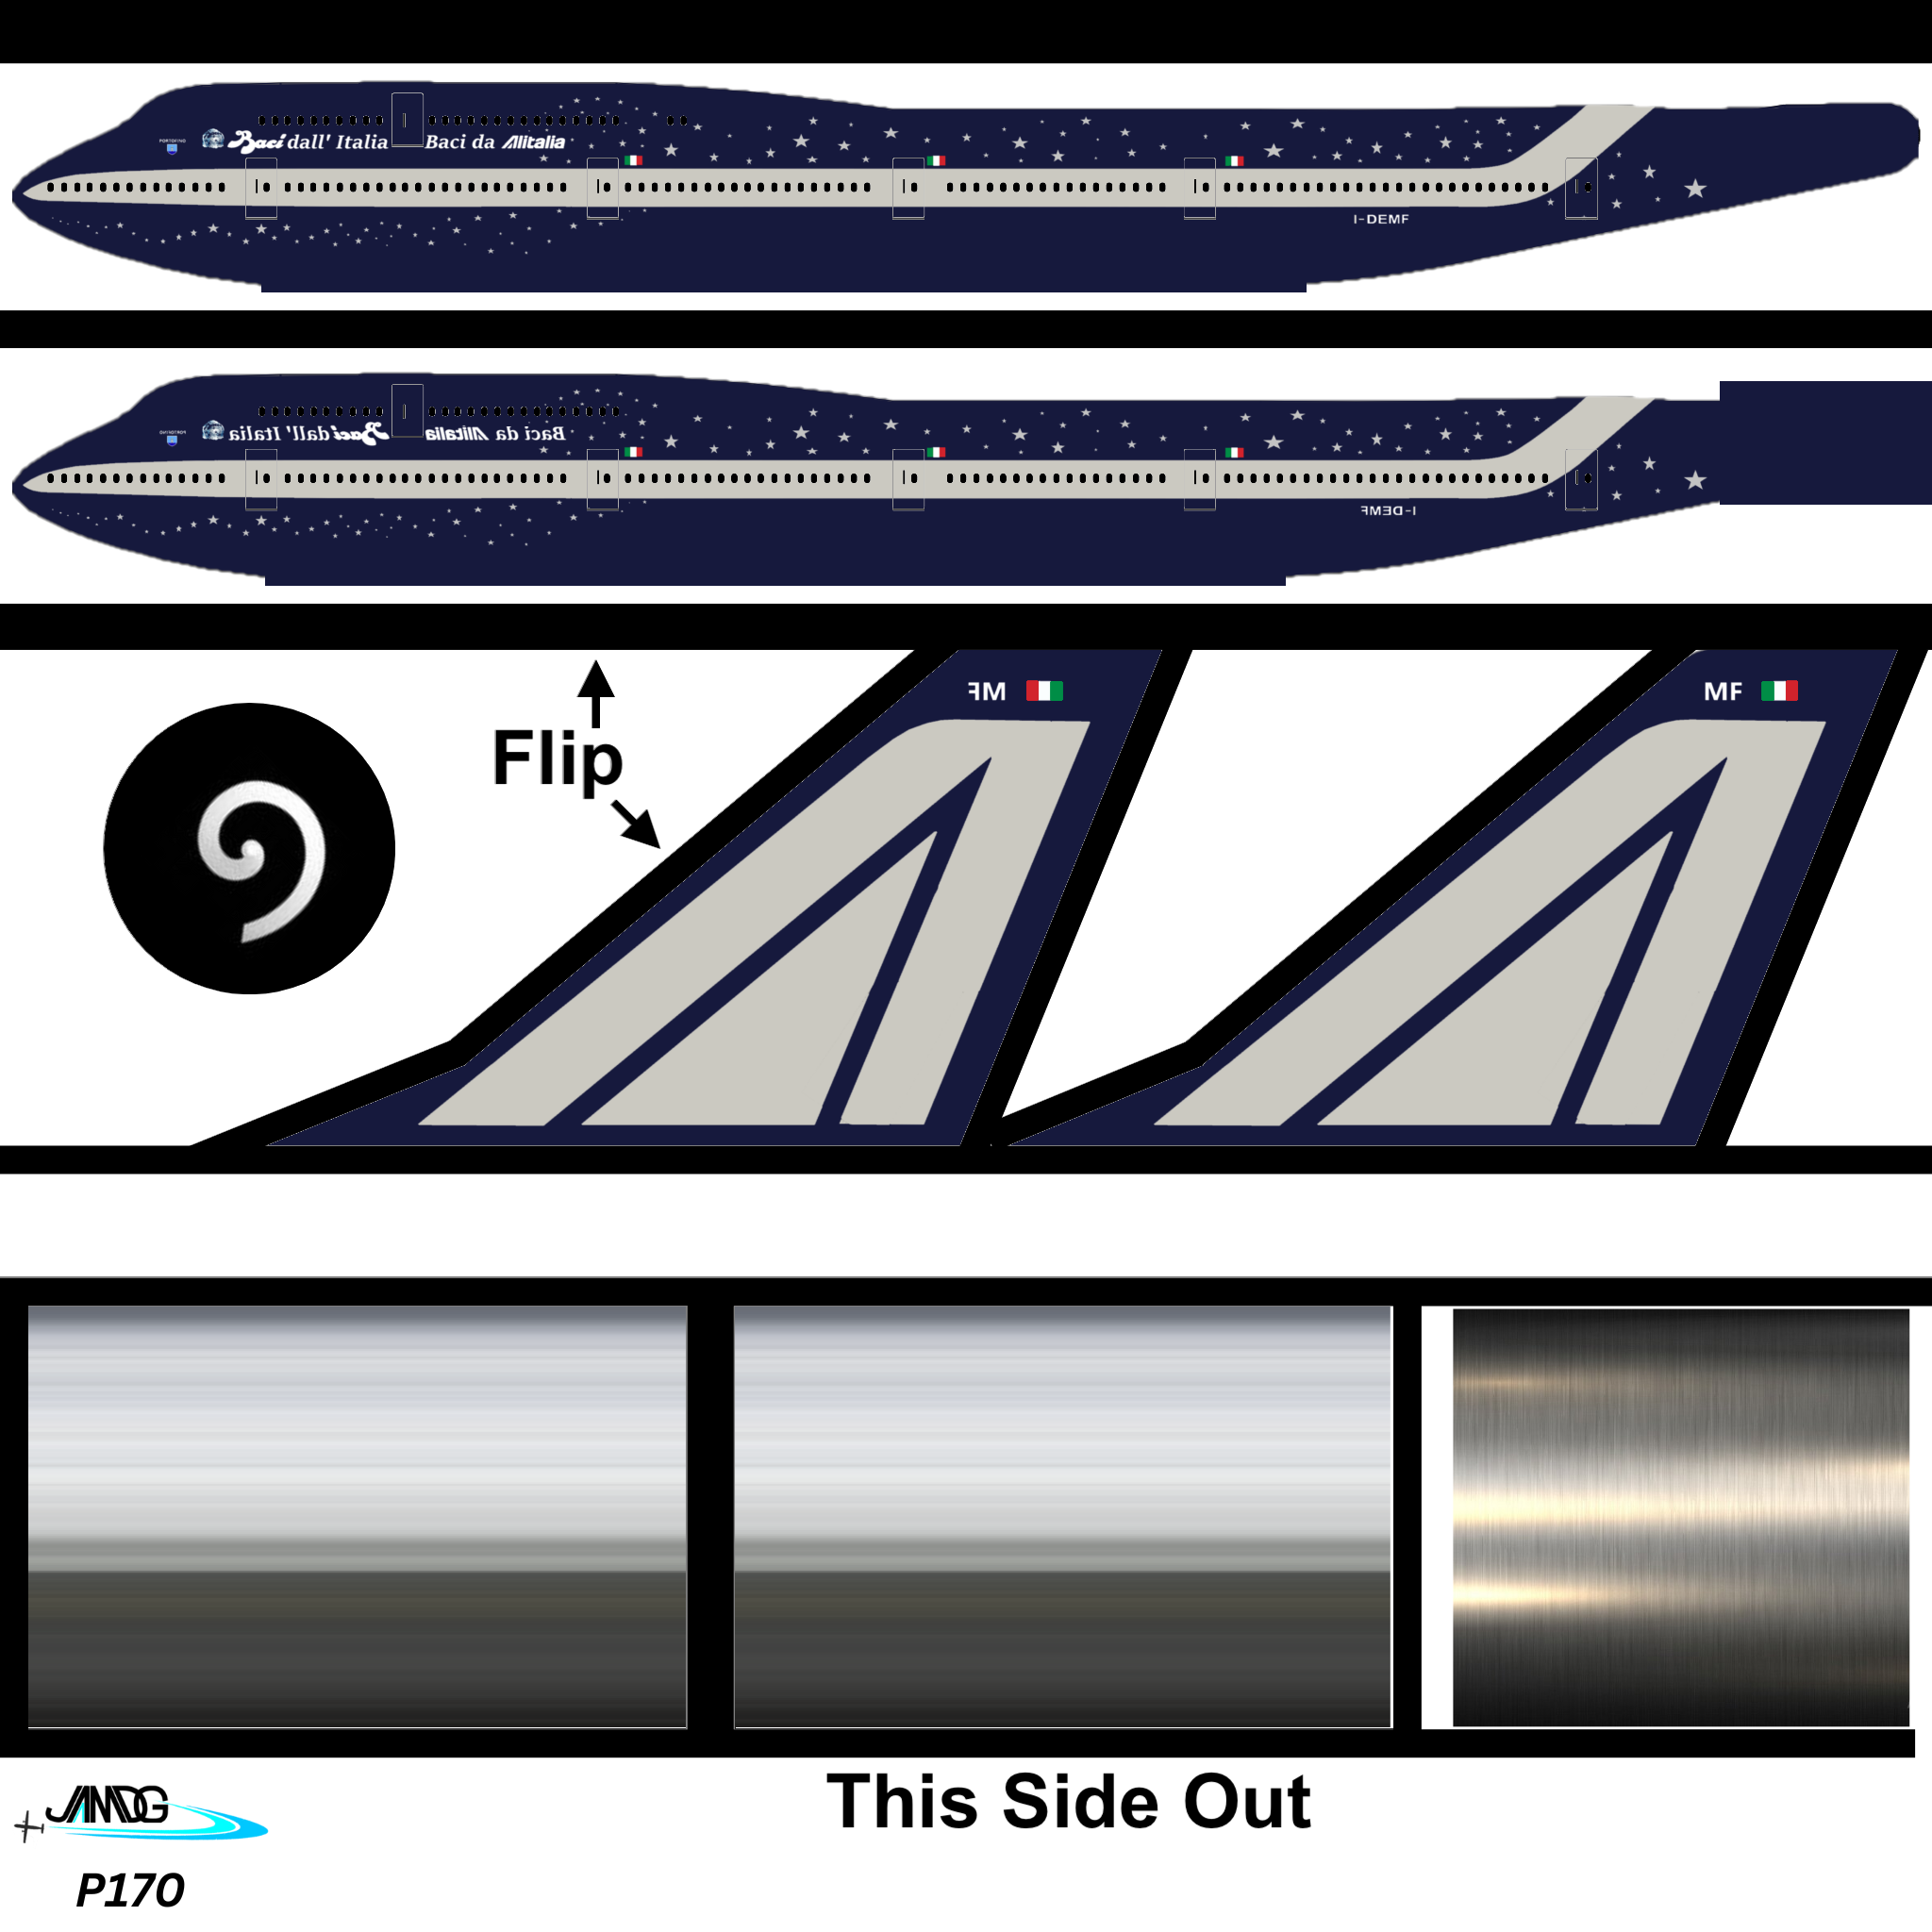 PORTOFINO
Baci dall' Italia Baci da Alitalia
I-DEMF
PORTOFINO
Baci dall' Italia Baci da Alitalia
I-DEMF
MF
MF
Flip
This Side Out
JAMDG
P170